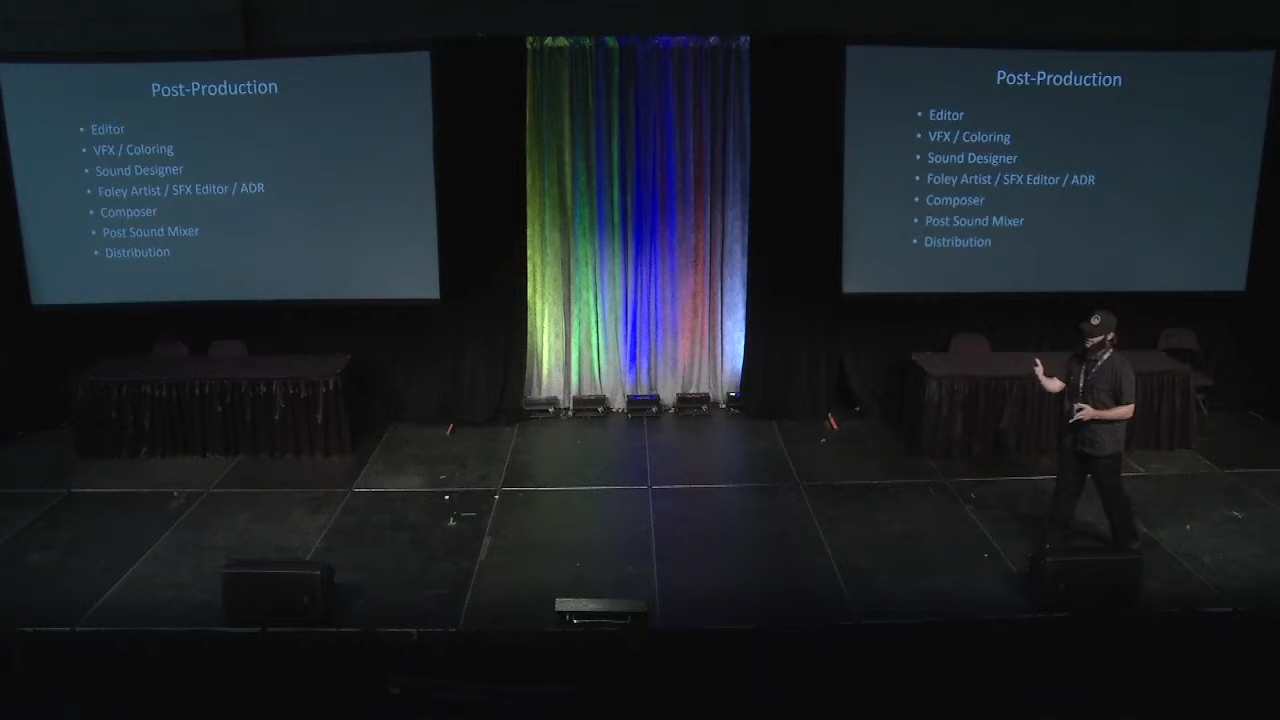 Post-Production
• Editor
• VFX / Coloring
• Sound Designer
• Foley Artist / SFX Editor / ADR
• Composer
• Post Sound Mixer
• Distribution
Post-Production
• Editor
• VFX / Coloring
• Sound Designer
• Foley Artist / SFX Editor / ADR
• Composer
• Post Sound Mixer
• Distribution